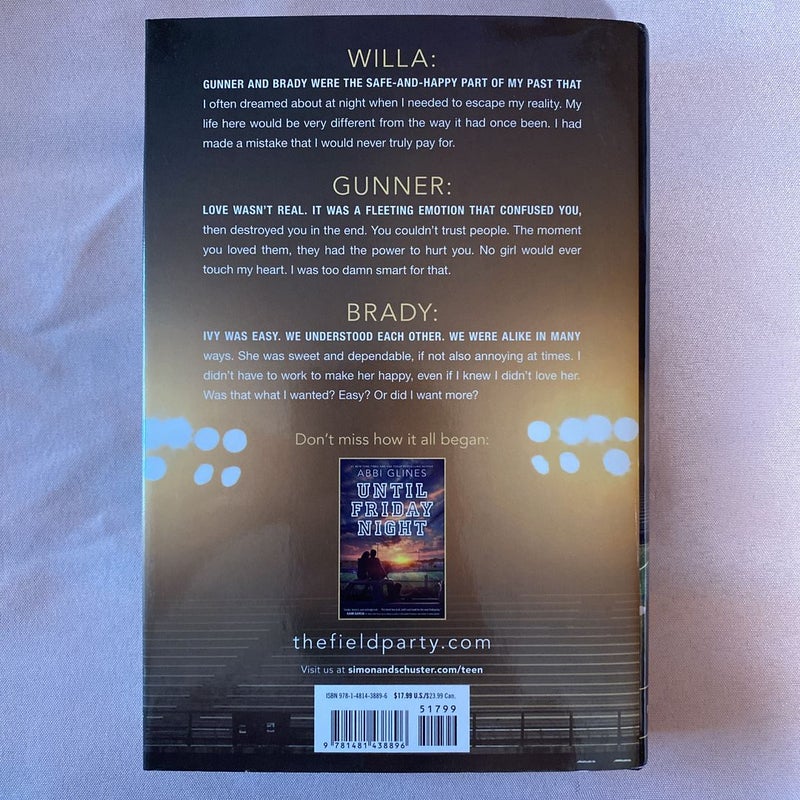 WILLA:
GUNNER AND BRADY WERE THE SAFE-AND-HAPPY PART OF MY PAST THAT
I often dreamed about at night when I needed to escape my reality. My
life here would be very different from the way it had once been. I had
made a mistake that I would never truly pay for.
GUNNER:
LOVE WASN'T REAL. IT WAS A FLEETING EMOTION THAT CONFUSED YOU,
then destroyed you in the end. You couldn't trust people. The moment
you loved them, they had the power to hurt you. No girl would ever
touch my heart. I was too damn smart for that.
BRADY:
IVY WAS EASY. WE UNDERSTOOD EACH OTHER. WE WERE ALIKE IN MANY
ways. She was sweet and dependable, if not also annoying at times. I
didn't have to work to make her happy, even if I knew I didn't love her.
Was that what I wanted? Easy? Or did I want more?
Don't miss how it all began:
ABBI GLINES
UNTIL
FRIDAY
NIGHT
thefieldparty.com
Visit us at simonandschuster.com/teen
ISBN 978-1-4814-3889-6 $17.99 U.S./$23.99 Can.
51799
9 781481 438896